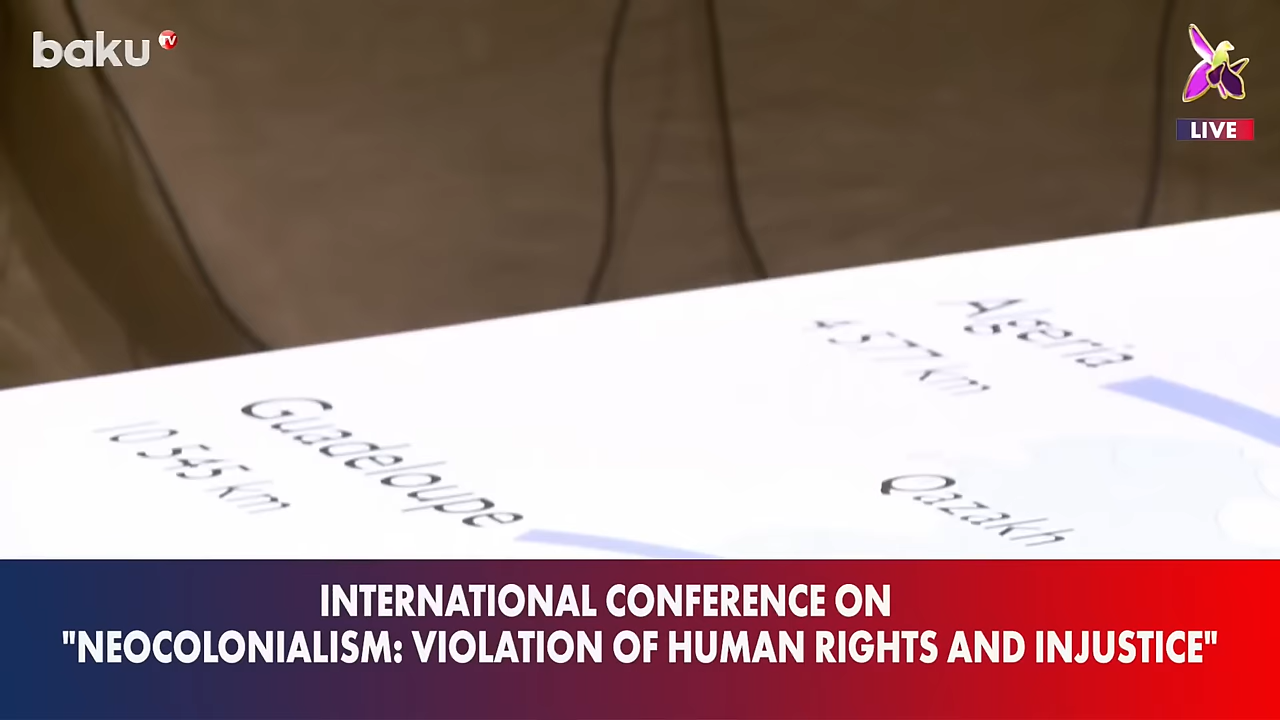 baku TV
LIVE
Algeria
4 577 km
Guadeloupe
10 545 km
Qazakh
INTERNATIONAL CONFERENCE ON
"NEOCOLONIALISM: VIOLATION OF HUMAN RIGHTS AND INJUSTICE"